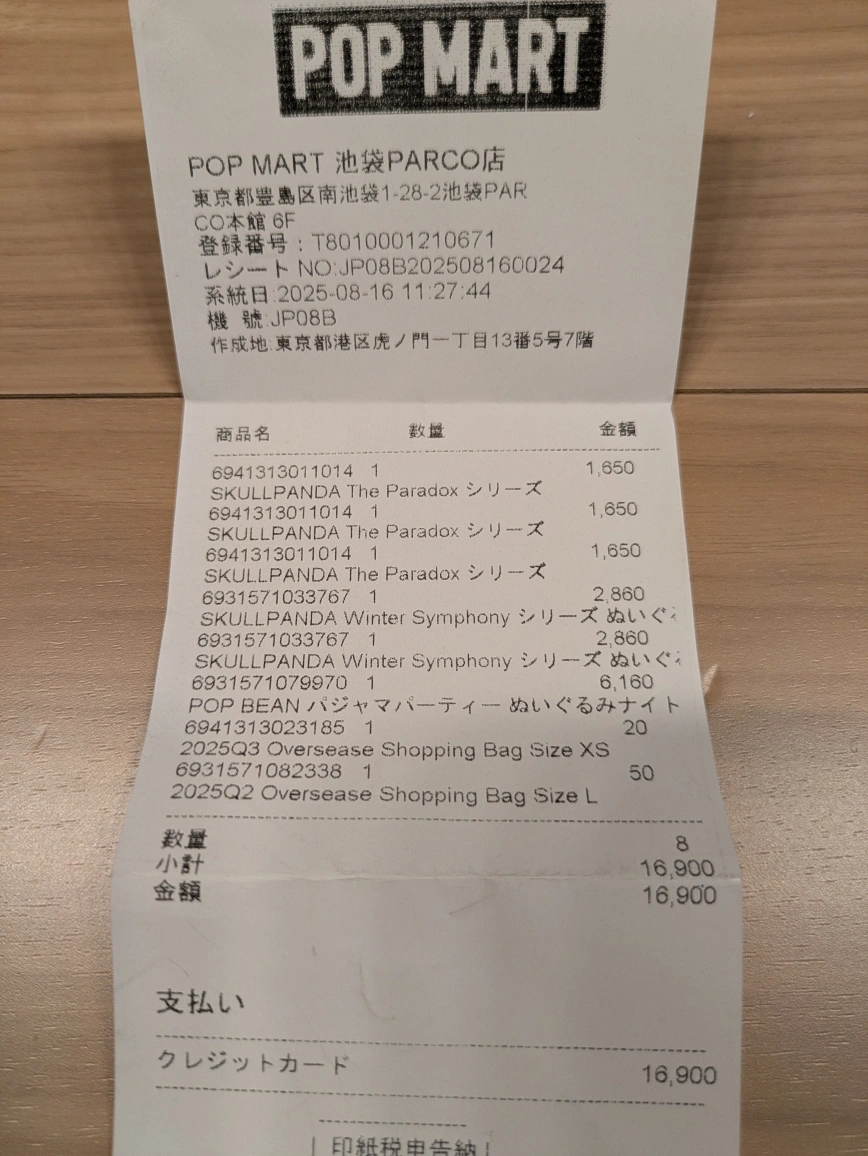 POP MART
POP MART 池袋PARCO店
東京都豊島区南池袋1-28-2池袋PAR
CO本館 6F
登録番号：T8010001210671
レシート NO:JP08B202508160024
系統日:2025-08-16 11:27:44
機 號:JP08B
作成地:東京都港区虎ノ門一丁目13番5号7階
商品名 数量 金額
6941313011014 1 1,650
SKULLPANDA The Paradox シリーズ
6941313011014 1 1,650
SKULLPANDA The Paradox シリーズ
6941313011014 1 1,650
SKULLPANDA The Paradox シリーズ
6931571033767 1 2,860
SKULLPANDA Winter Symphony シリーズ ぬいぐ
6931571033767 1 2,860
SKULLPANDA Winter Symphony シリーズ ぬいぐ
6931571079970 1 6,160
POP BEAN パジャマパーティー ぬいぐるみナイト
6941313023185 1 20
2025Q3 Oversease Shopping Bag Size XS
6931571082338 1 50
2025Q2 Oversease Shopping Bag Size L
数量 8
小計 16,900
金額 16,900
支払い
クレジットカード 16,900
印紙税申告納